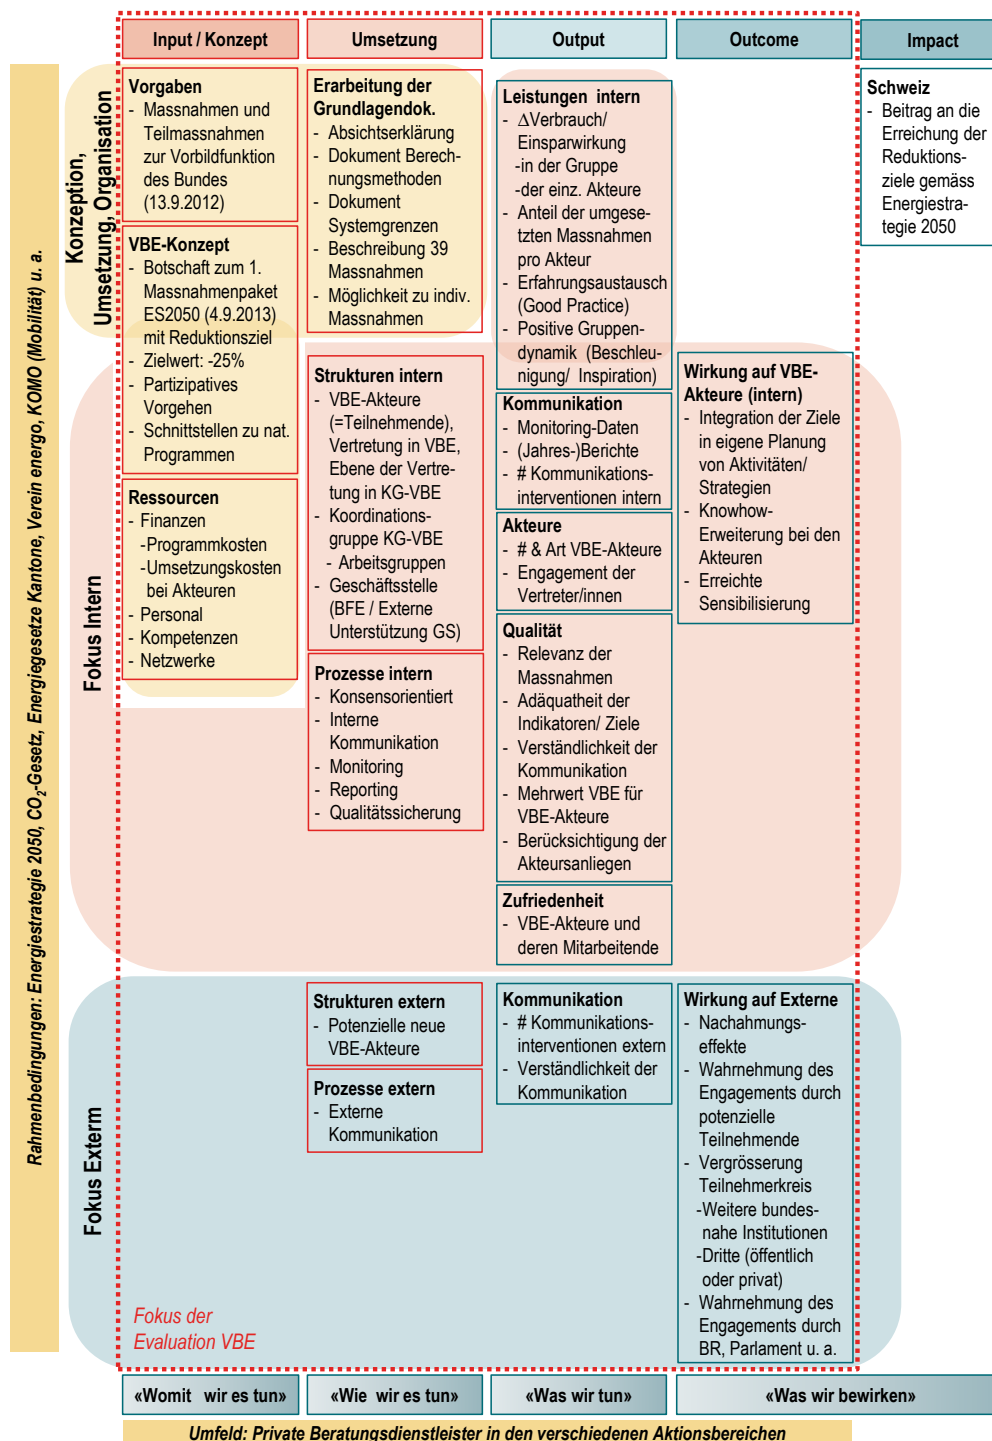 Input / Konzept
Umsetzung
Output
Outcome
Impact
Rahmenbedingungen: Energiestrategie 2050, CO2-Gesetz, Energiegesetze Kantone, Verein energo, KOMO (Mobilität) u. a.
Konzeption,
Umsetzung, Organisation
Vorgaben
- Massnahmen und
Teilmassnahmen
zur Vorbildfunktion
des Bundes
(13.9.2012)
VBE-Konzept
- Botschaft zum 1.
Massnahmenpaket
ES2050 (4.9.2013)
mit Reduktionsziel
- Zielwert: -25%
- Partizipatives
Vorgehen
- Schnittstellen zu nat.
Programmen
Ressourcen
- Finanzen
-Programmkosten
-Umsetzungskosten
bei Akteuren
- Personal
- Kompetenzen
- Netzwerke
Erarbeitung der
Grundlagendok.
- Absichtserklärung
- Dokument Berech-
nungsmethoden
- Dokument
Systemgrenzen
- Beschreibung 39
Massnahmen
- Möglichkeit zu indiv.
Massnahmen
Fokus Intern
Strukturen intern
- VBE-Akteure
(=Teilnehmende),
Vertretung in VBE,
Ebene der Vertre-
tung in KG-VBE
- Koordinations-
gruppe KG-VBE
- Arbeitsgruppen
- Geschäftsstelle
(BFE / Externe
Unterstützung GS)
Prozesse intern
- Konsensorientiert
- Interne
Kommunikation
- Monitoring
- Reporting
- Qualitätssicherung
Leistungen intern
- ∆Verbrauch/
Einsparwirkung
-in der Gruppe
-der einz. Akteure
- Anteil der umgese-
tzten Massnahmen
pro Akteur
- Erfahrungsaustausch
(Good Practice)
- Positive Gruppen-
dynamik (Beschleu-
nigung/ Inspiration)
Kommunikation
- Monitoring-Daten
- (Jahres-)Berichte
- # Kommunikations-
interventionen intern
Akteure
- # & Art VBE-Akteure
- Engagement der
Vertreter/innen
Qualität
- Relevanz der
Massnahmen
- Adäquatheit der
Indikatoren/ Ziele
- Verständlichkeit der
Kommunikation
- Mehrwert VBE für
VBE-Akteure
- Berücksichtigung der
Akteursanliegen
Zufriedenheit
- VBE-Akteure und
deren Mitarbeitende
Wirkung auf VBE-
Akteure (intern)
- Integration der Ziele
in eigene Planung
von Aktivitäten/
Strategien
- Knowhow-
Erweiterung bei den
Akteuren
- Erreichte
Sensibilisierung
Schweiz
- Beitrag an die
Erreichung der
Reduktions-
ziele gemäss
Energiestra-
tegie 2050
Fokus Exterm
Strukturen extern
- Potenzielle neue
VBE-Akteure
Prozesse extern
- Externe
Kommunikation
Kommunikation
- # Kommunikations-
interventionen extern
- Verständlichkeit der
Kommunikation
Wirkung auf Externe
- Nachahmungs-
effekte
- Wahrnehmung des
Engagements durch
potenzielle
Teilnehmende
- Vergrösserung
Teilnehmerkreis
-Weitere bundes-
nahe Institutionen
-Dritte (öffentlich
oder privat)
- Wahrnehmung des
Engagements durch
BR, Parlament u. a.
Fokus der
Evaluation VBE
«Womit wir es tun»
«Wie wir es tun»
«Was wir tun»
«Was wir bewirken»
Umfeld: Private Beratungsdienstleister in den verschiedenen Aktionsbereichen